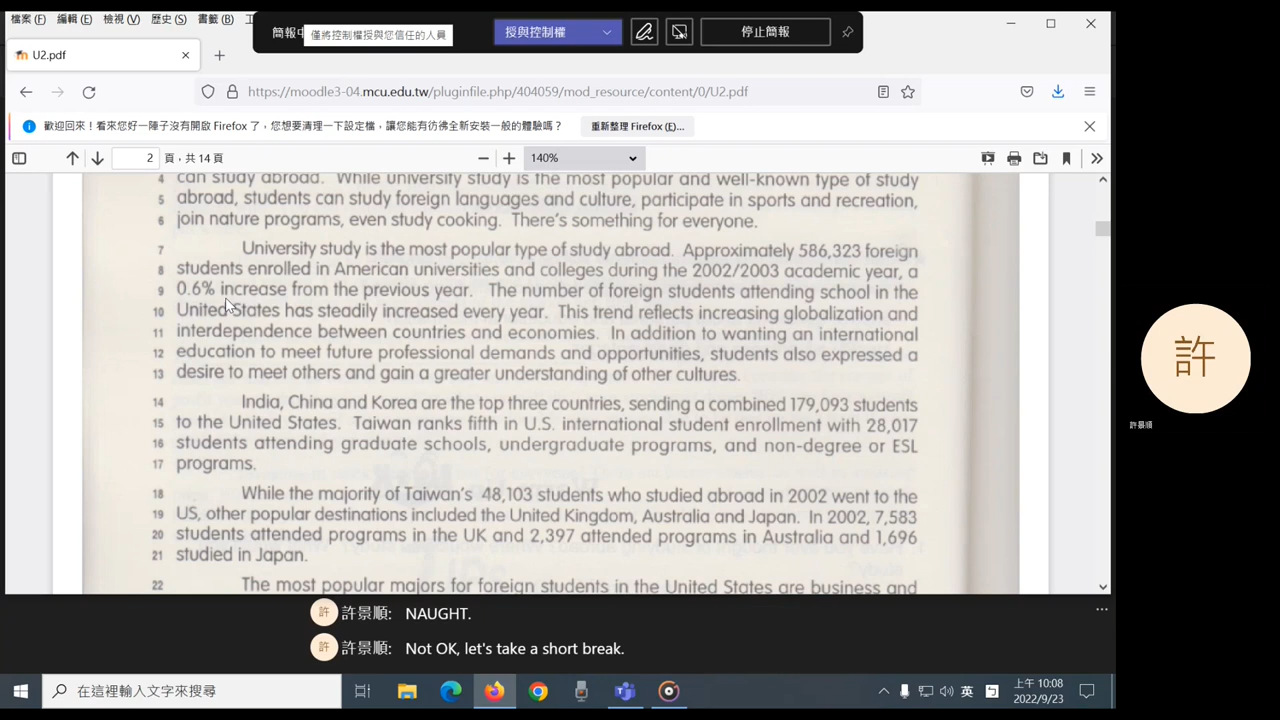 檔案(F) 編輯(E) 檢視(V) 歷史(S) 書籤(B)
簡報中
僅將控制權授與您信任的人員
授與控制權
停止簡報
U2.pdf
https://moodle3-04.mcu.edu.tw/pluginfile.php/404059/mod_resource/content/0/U2.pdf
歡迎回來！看來您好一陣子沒有開啟 Firefox 了，您想要清理一下設定檔，讓您能有彷彿全新安裝一般的體驗嗎？
重新整理 Firefox (E)...
2 頁，共 14 頁
140%
4 can study abroad. While university study is the most popular and well-known type of study
5 abroad, students can study foreign languages and culture, participate in sports and recreation,
6 join nature programs, even study cooking. There's something for everyone.
7 University study is the most popular type of study abroad. Approximately 586,323 foreign
8 students enrolled in American universities and colleges during the 2002/2003 academic year, a
9 0.6% increase from the previous year. The number of foreign students attending school in the
10 United States has steadily increased every year. This trend reflects increasing globalization and
11 interdependence between countries and economies. In addition to wanting an international
12 education to meet future professional demands and opportunities, students also expressed a
13 desire to meet others and gain a greater understanding of other cultures.
14 India, China and Korea are the top three countries, sending a combined 179,093 students
15 to the United States. Taiwan ranks fifth in U.S. international student enrollment with 28,017
16 students attending graduate schools, undergraduate programs, and non-degree or ESL
17 programs.
18 While the majority of Taiwan's 48,103 students who studied abroad in 2002 went to the
19 US, other popular destinations included the United Kingdom, Australia and Japan. In 2002, 7,583
20 students attended programs in the UK and 2,397 attended programs in Australia and 1,696
21 studied in Japan.
22 The most popular majors for foreign students in the United States are business and
許
許景順
許 許景順: NAUGHT.
許 許景順: Not OK, let's take a short break.
在這裡輸入文字來搜尋
英
上午 10:08
2022/9/23